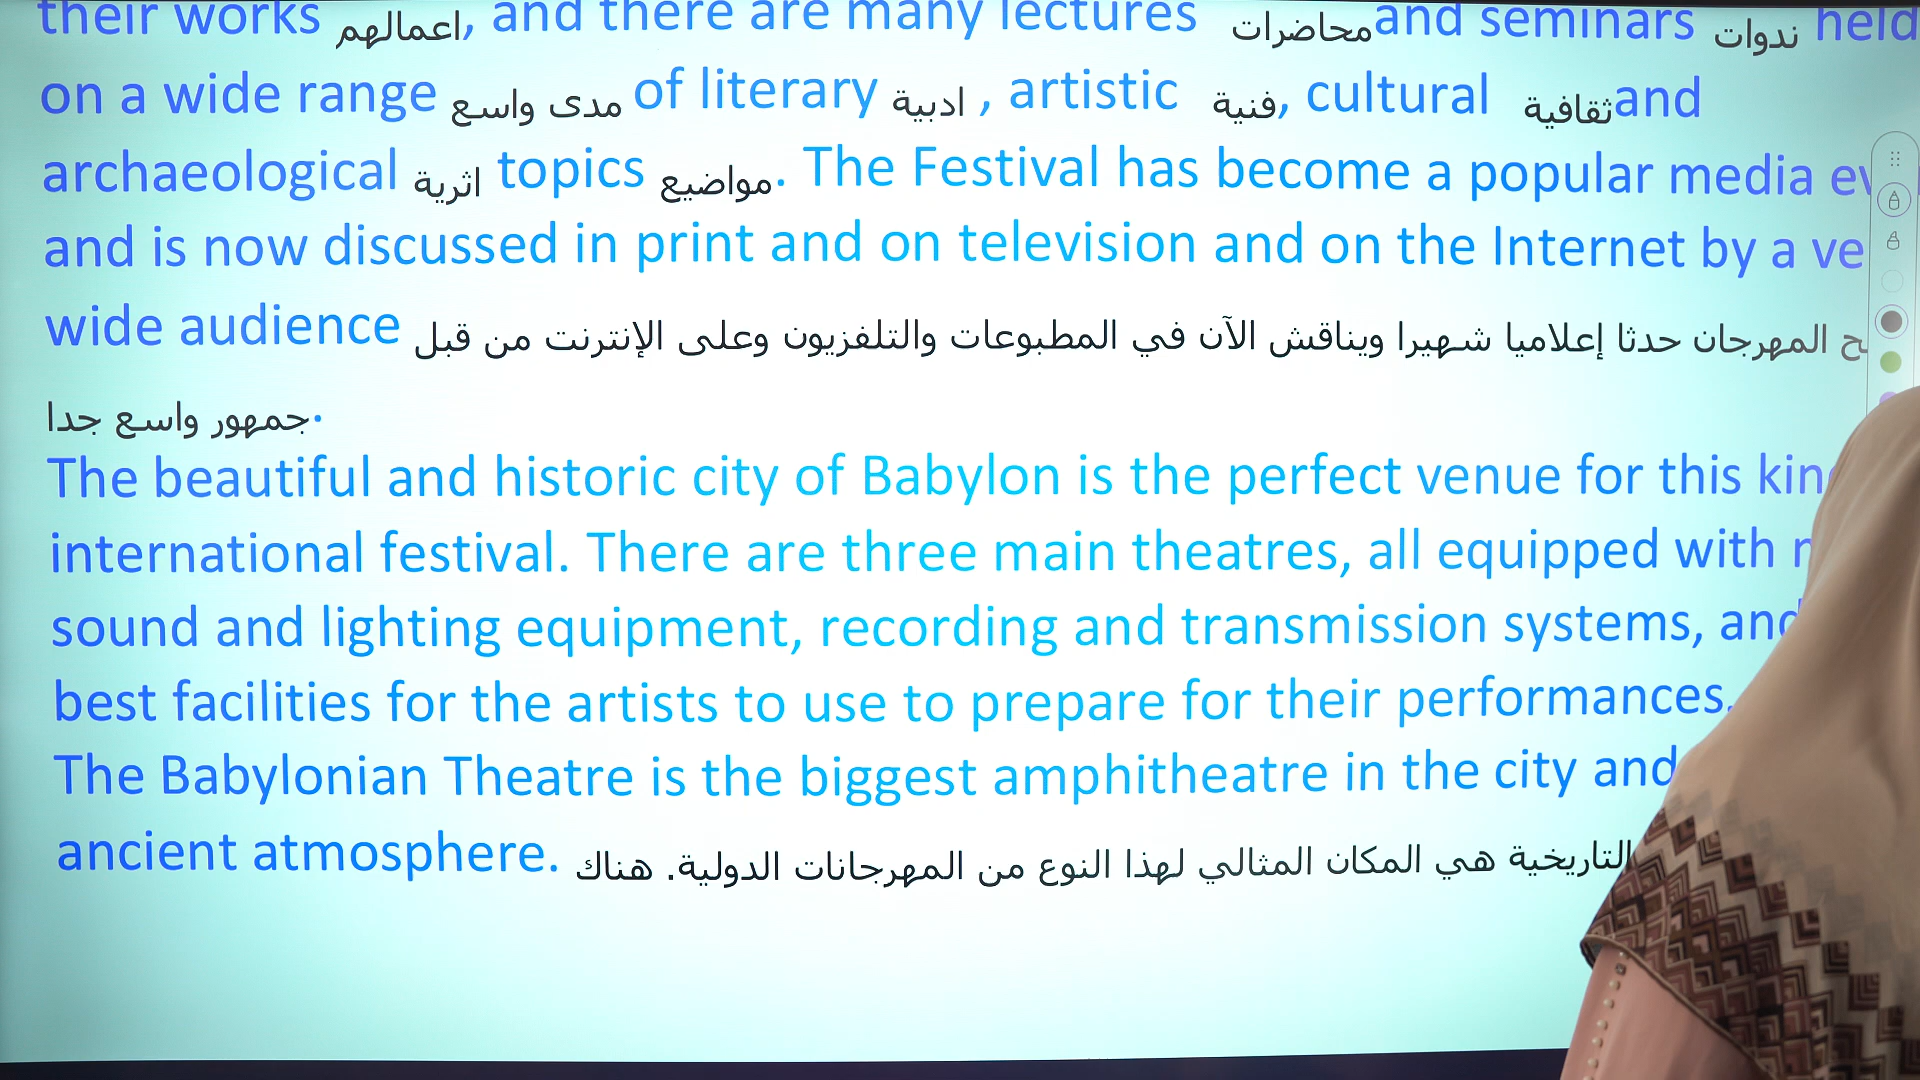 their works اعمالهم, and there are many lectures محاضرات and seminars ندوات held
on a wide range مدى واسع of literary ادبية , artistic فنية, cultural ثقافية and
archaeological اثرية topics مواضيع. The Festival has become a popular media
and is now discussed in print and on television and on the Internet by a
wide audience المهرجان حدثا إعلاميا شهيرا ويناقش الآن في المطبوعات والتلفزيون وعلى الإنترنت من قبل
جمهور واسع جدا.
The beautiful and historic city of Babylon is the perfect venue for this
international festival. There are three main theatres, all equipped with
sound and lighting equipment, recording and transmission systems, and
best facilities for the artists to use to prepare for their performances.
The Babylonian Theatre is the biggest amphitheatre in the city and
ancient atmosphere. التاريخية هي المكان المثالي لهذا النوع من المهرجانات الدولية. هناك